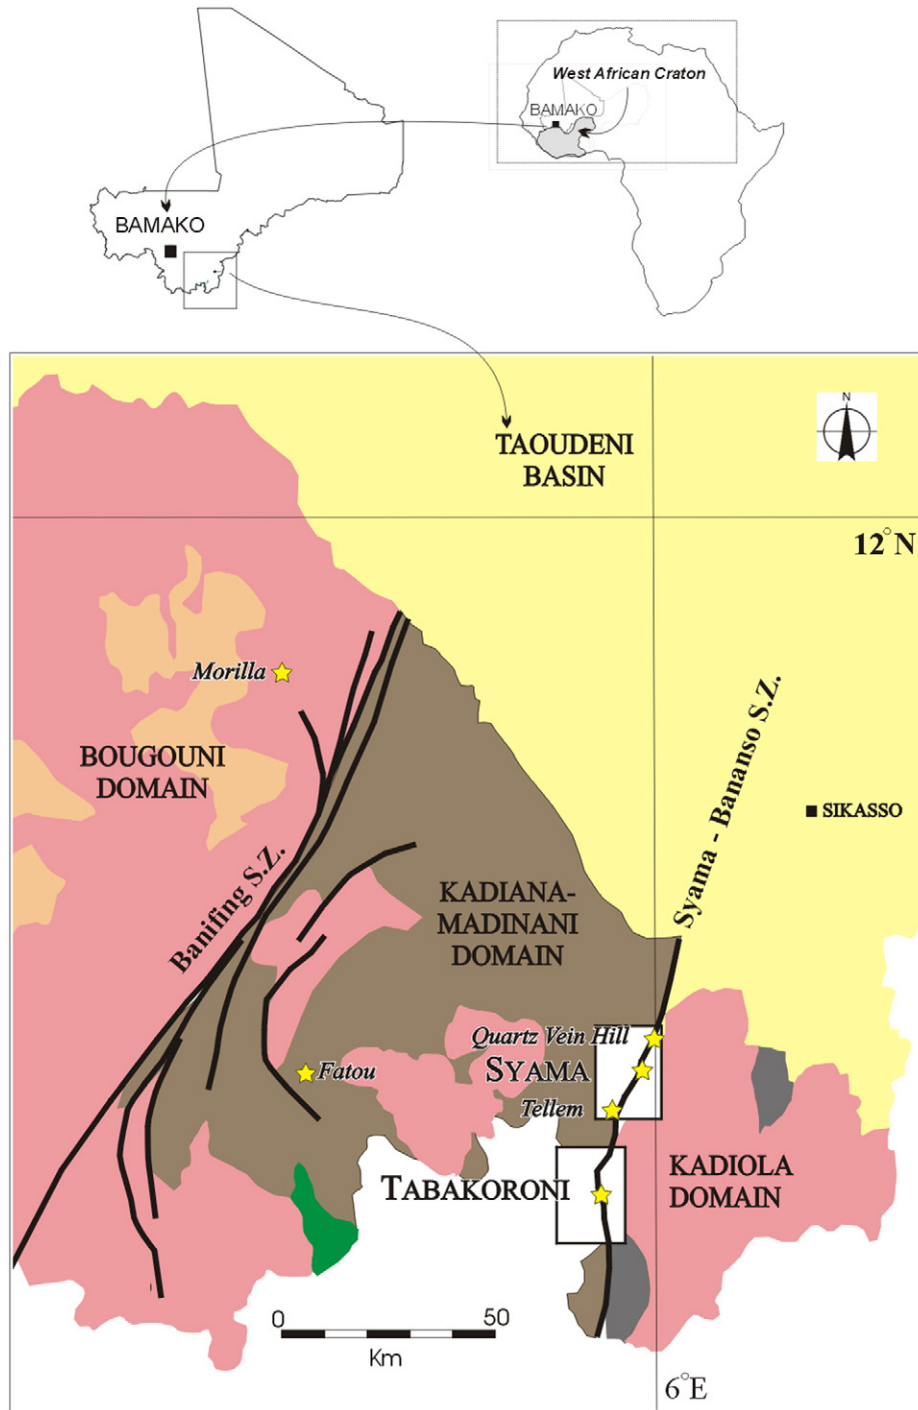 West African Craton
BAMAKO
BAMAKO
TAOUDENI
BASIN
N
12°N
Morilla
BOUGOUNI
DOMAIN
Syama - Bananso S.Z.
SIKASSO
Banifing S.Z.
KADIANA-
MADINANI
DOMAIN
Quartz Vein Hill
SYAMA
Fatou
Tellem
KADIOLA
DOMAIN
TABAKORONI
0 50
Km
6°E